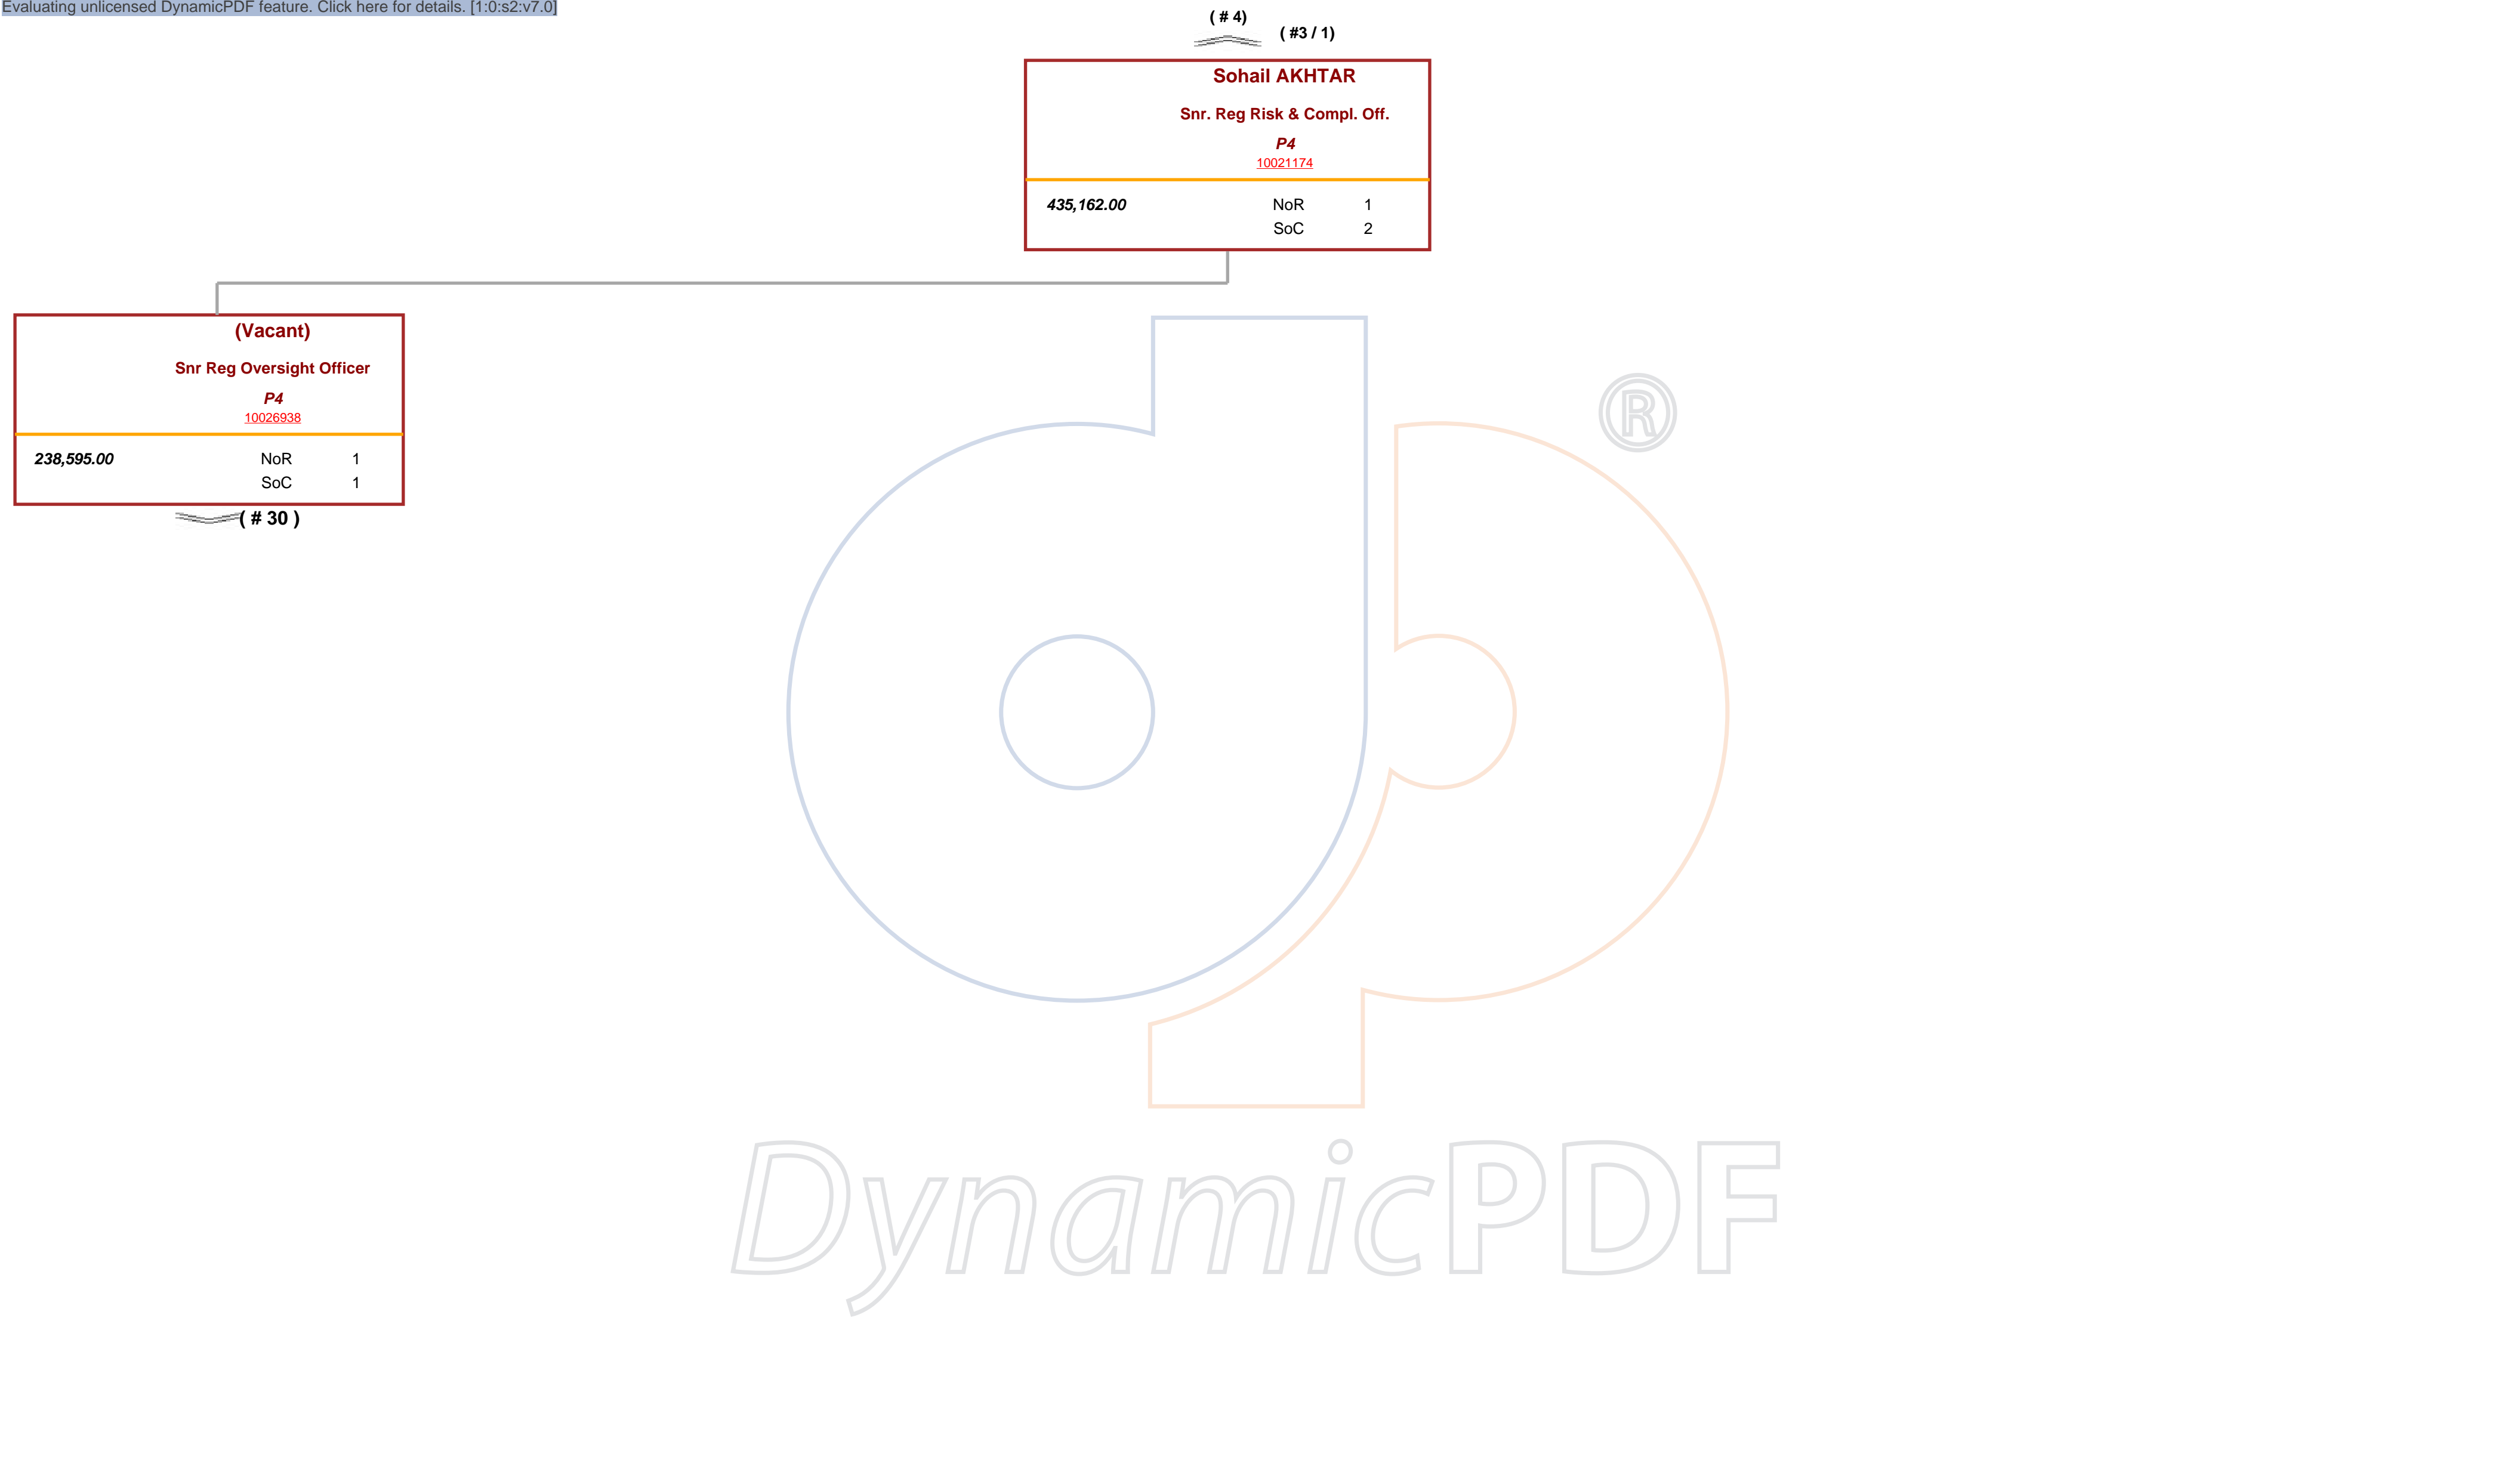 Evaluating unlicensed DynamicPDF feature. Click here for details. [1:0:s2:v7.0]
( # 4)
( #3 / 1)
Sohail AKHTAR
Snr. Reg Risk & Compl. Off.
P4
10021174
435,162.00 NoR 1
SoC 2
(Vacant)
Snr Reg Oversight Officer
P4
10026938
238,595.00 NoR 1
SoC 1
( # 30 )
®
DynamicPDF